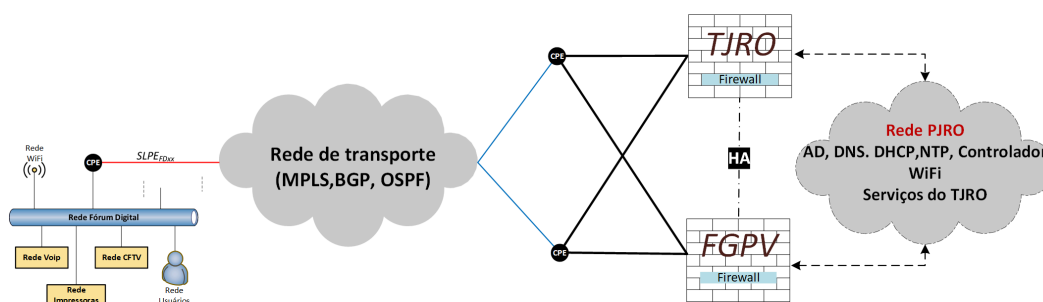 Rede
WiFi
CPE
SLPE FDxx
Rede Fórum Digital
Rede Voip
Rede CFTV
Rede
Impressoras
Rede
Usuários
Rede de transporte
(MPLS,BGP, OSPF)
CPE
CPE
TJRO
Firewall
HA
FGPV
Firewall
Rede PJRO
AD, DNS. DHCP,NTP, Controlador
WiFi
Serviços do TJRO